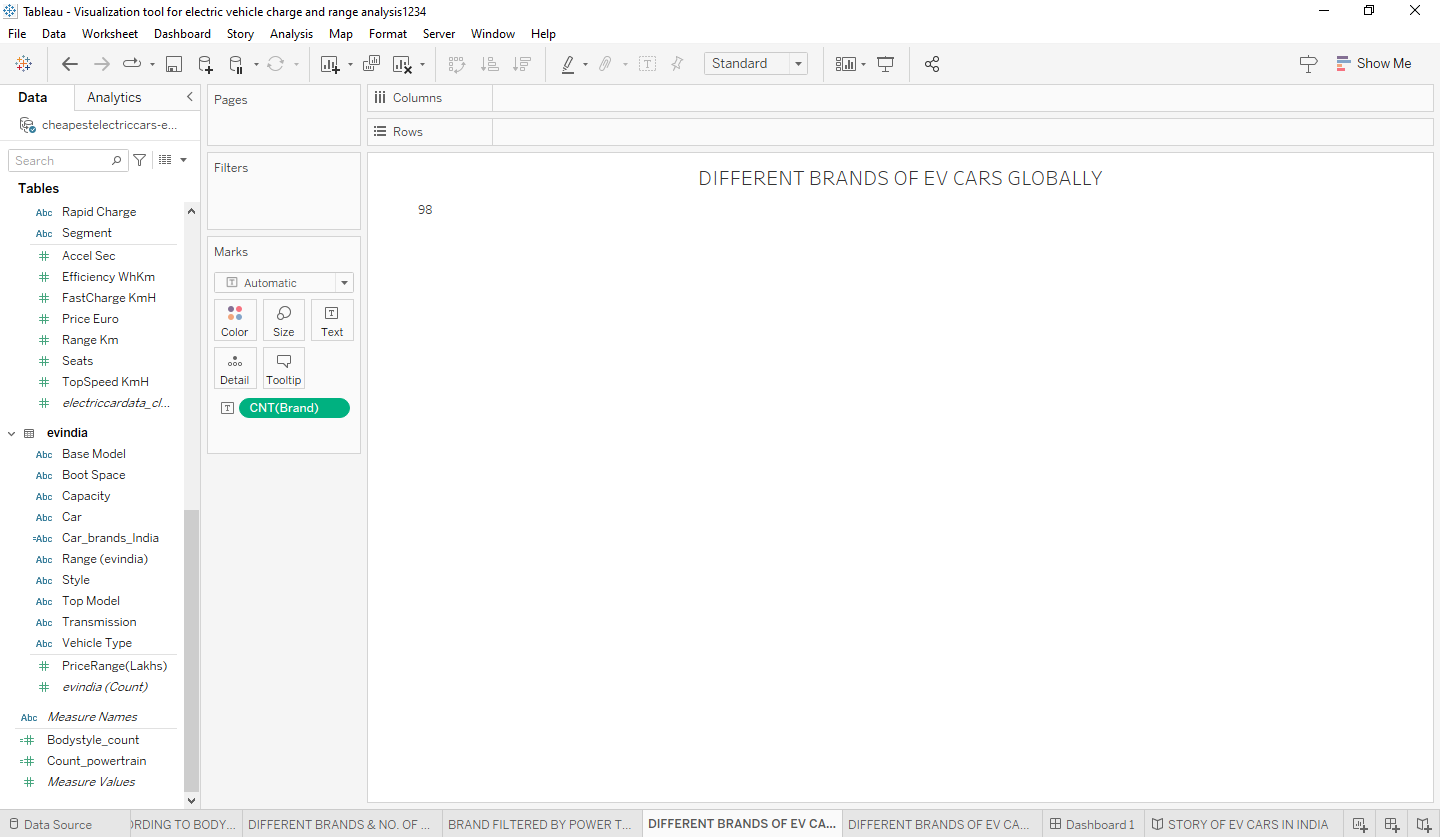 Tableau - Visualization tool for electric vehicle charge and range analysis1234
File Data Worksheet Dashboard Story Analysis Map Format Server Window Help
Standard
Show Me
Data Analytics
cheapestelectriccars-e...
Search
Tables
Abc Rapid Charge
Abc Segment
Accel Sec
Efficiency WhKm
FastCharge KmH
Price Euro
Range Km
Seats
TopSpeed KmH
electriccardata_cl...
evindia
Abc Base Model
Abc Boot Space
Abc Capacity
Abc Car
=Abc Car_brands_India
Abc Range (evindia)
Abc Style
Abc Top Model
Abc Transmission
Abc Vehicle Type
# PriceRange(Lakhs)
# evindia (Count)
Abc Measure Names
=# Bodystyle_count
=# Count_powertrain
# Measure Values
Pages
Filters
Marks
T Automatic
Color Size Text
Detail Tooltip
T CNT(Brand)
Columns
Rows
DIFFERENT BRANDS OF EV CARS GLOBALLY
98
Data Source
RDING TO BODY...
DIFFERENT BRANDS & NO. OF ...
BRAND FILTERED BY POWER T...
DIFFERENT BRANDS OF EV CA...
DIFFERENT BRANDS OF EV CA...
Dashboard 1
STORY OF EV CARS IN INDIA